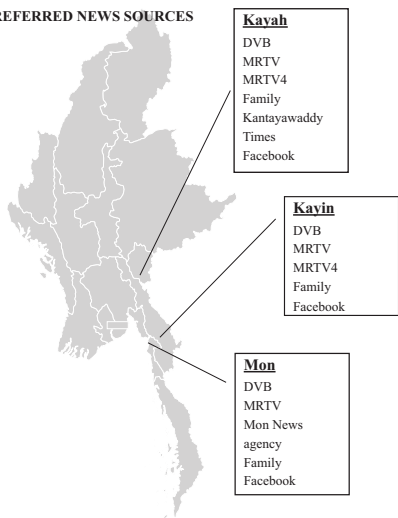 REFERRED NEWS SOURCES
Kayah
DVB
MRTV
MRTV4
Family
Kantayawaddy
Times
Facebook
Kayin
DVB
MRTV
MRTV4
Family
Facebook
Mon
DVB
MRTV
Mon News
agency
Family
Facebook